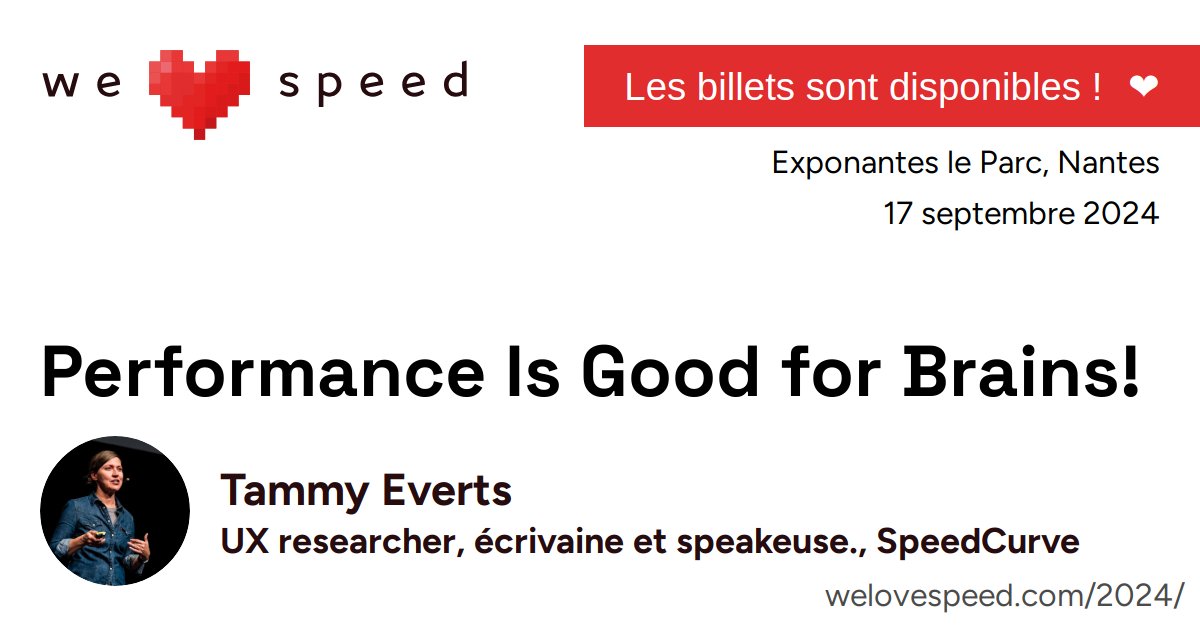 we speed
Les billets sont disponibles ! ❤
Exponantes le Parc, Nantes
17 septembre 2024
Performance Is Good for Brains!
Tammy Everts
UX researcher, écrivaine et speakeuse., SpeedCurve
welovespeed.com/2024/